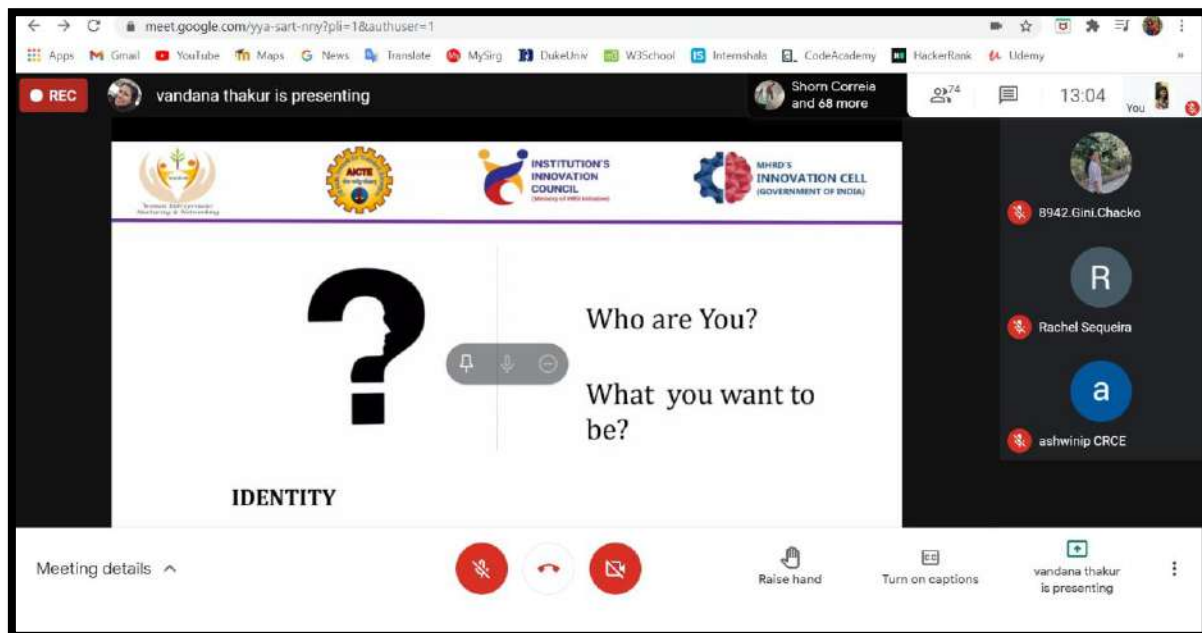 meet.google.com/yya-sart-nny?pli=1&authuser=1
Apps Gmail YouTube Maps News Translate MySirg DukeUniv W3School Internshala CodeAcademy HackerRank Udemy
REC vandana thakur is presenting
Shorn Correia
and 68 more
74
13:04
You
AICTE
INSTITUTION'S
INNOVATION
COUNCIL
MHRD'S
INNOVATION CELL
(GOVERNMENT OF INDIA)
8942.Gini.Chacko
Who are You?
R
Rachel Sequeira
What you want to
be?
a
ashwinip CRCE
IDENTITY
Meeting details
Raise hand
Turn on captions
vandana thakur
is presenting